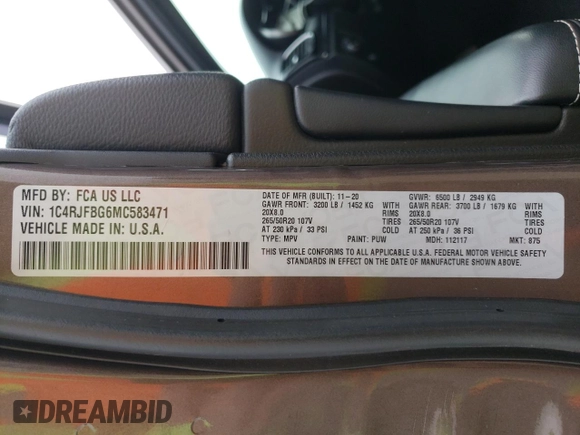 MFD BY: FCA US LLC
VIN: 1C4RJFBG6MC583471
VEHICLE MADE IN: U.S.A.
DATE OF MFR (BUILT): 11-20
GAWR FRONT: 3200 LB / 1452 KG
20X8.0 RIMS
265/50R20 107V TIRES
AT 230 kPa / 33 PSI COLD
TYPE: MPV PAINT: PUW
GVWR: 6500 LB / 2949 KG
GAWR REAR: 3700 LB / 1679 KG
20X8.0 RIMS
265/50R20 107V TIRES
AT 250 kPa / 36 PSI COLD
MDH: 112117 MKT: 875
THIS VEHICLE CONFORMS TO ALL APPLICABLE U.S.A. FEDERAL MOTOR VEHICLE SAFETY
STANDARDS IN EFFECT ON THE DATE OF MANUFACTURE SHOWN ABOVE.
DREAMBID